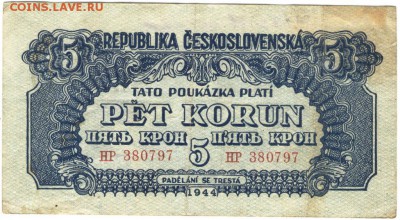 COINS.LAVE.RU
5 REPUBLIKA ČESKOSLOVENSKÁ 5
TATO POUKÁZKA PLATÍ
PĚT KORUN
ПЯТЬ КРОН 5 П'ЯТЬ КРОН
НР 380797 НР 380797
PADĚLÁNÍ SE TRESTÁ
1944